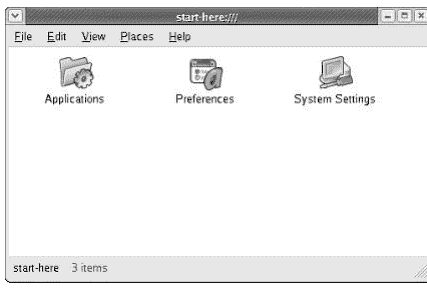 start-here:///
File Edit View Places Help
Applications Preferences System Settings
start-here 3 items